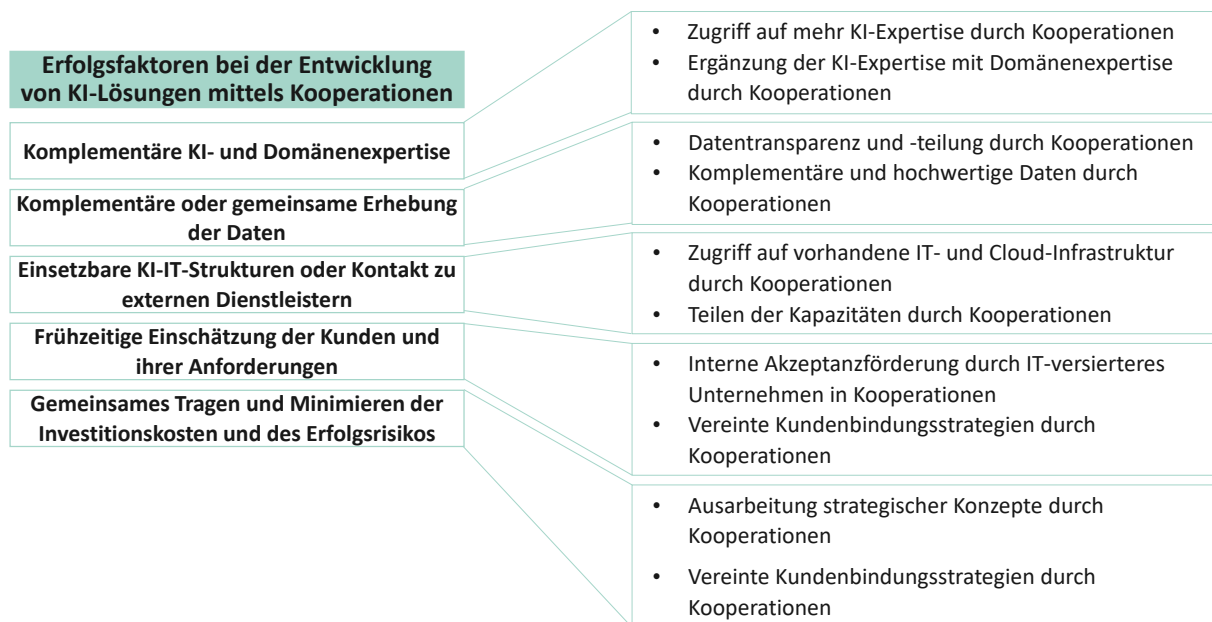 Erfolgsfaktoren bei der Entwicklung
von KI-Lösungen mittels Kooperationen
Komplementäre KI- und Domänenexpertise
Komplementäre oder gemeinsame Erhebung
der Daten
Einsetzbare KI-IT-Strukturen oder Kontakt zu
externen Dienstleistern
Frühzeitige Einschätzung der Kunden und
ihrer Anforderungen
Gemeinsames Tragen und Minimieren der
Investitionskosten und des Erfolgsrisikos
• Zugriff auf mehr KI-Expertise durch Kooperationen
• Ergänzung der KI-Expertise mit Domänenexpertise
durch Kooperationen
• Datentransparenz und -teilung durch Kooperationen
• Komplementäre und hochwertige Daten durch
Kooperationen
• Zugriff auf vorhandene IT- und Cloud-Infrastruktur
durch Kooperationen
• Teilen der Kapazitäten durch Kooperationen
• Interne Akzeptanzförderung durch IT-versierteres
Unternehmen in Kooperationen
• Vereinte Kundenbindungsstrategien durch
Kooperationen
• Ausarbeitung strategischer Konzepte durch
Kooperationen
• Vereinte Kundenbindungsstrategien durch
Kooperationen